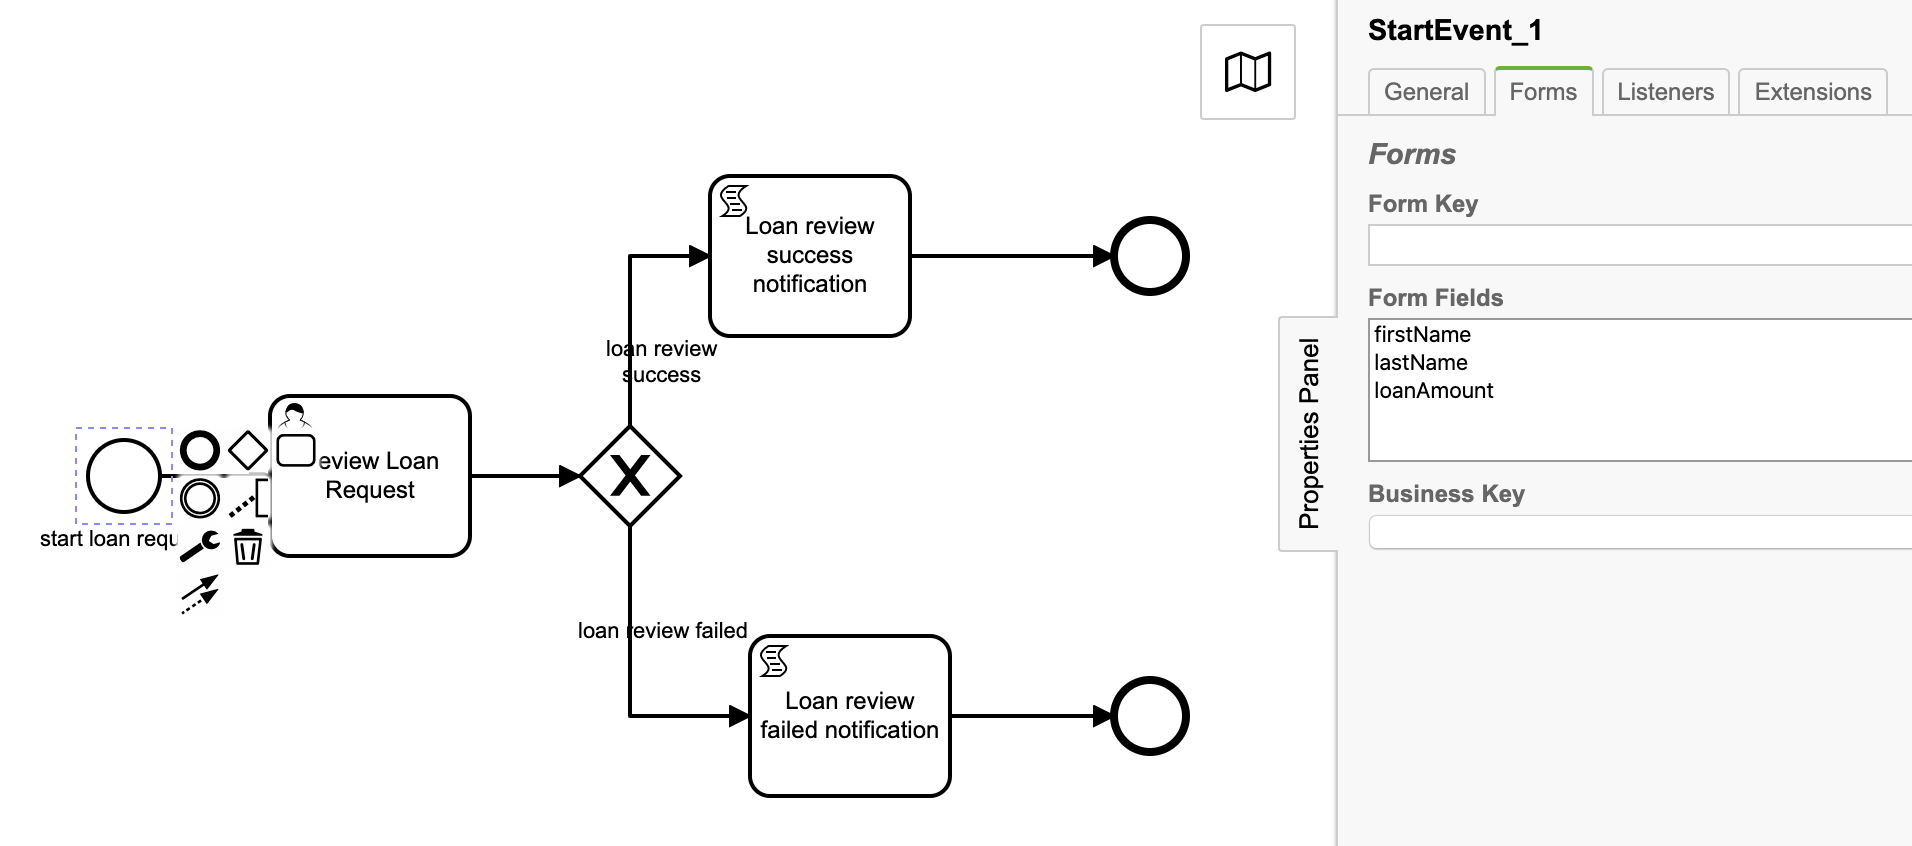 StartEvent_1
General
Forms
Listeners
Extensions
Forms
Form Key
Form Fields
firstName
lastName
loanAmount
Business Key
Properties Panel
Loan review
success
notification
loan review
success
eview Loan
Request
start loan requ
loan review failed
Loan review
failed notification